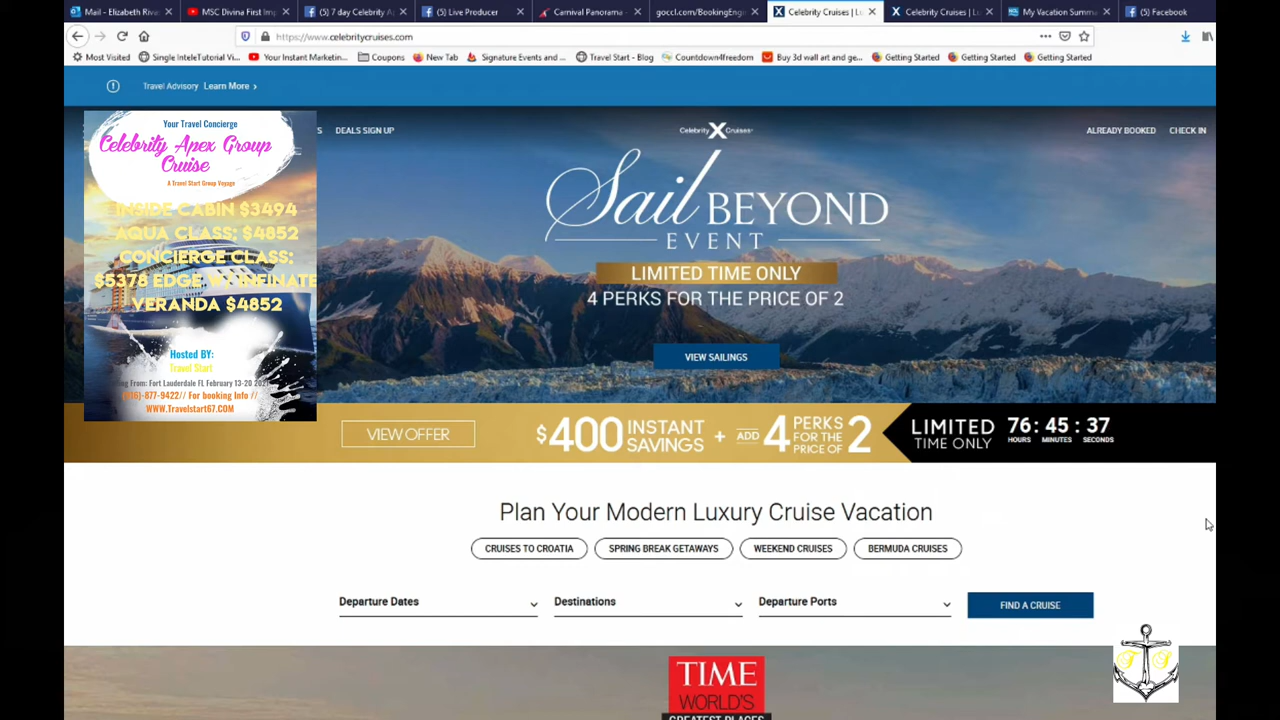 Mail - Elizabeth Rivas
MSC Divina First Imp
(5) 7 day Celebrity A
(5) Live Producer
Carnival Panorama -
goccl.com/BookingEngi
Celebrity Cruises | Lu
Celebrity Cruises | Lu
My Vacation Summa
(5) Facebook
https://www.celebritycruises.com
Most Visited
Single InteleTutorial Vi...
Your Instant Marketin...
Coupons
New Tab
Signature Events and ...
Travel Start - Blog
Countdown4freedom
Buy 3d wall art and ge...
Getting Started
Getting Started
Getting Started
Travel Advisory Learn More >
S
DEALS SIGN UP
Celebrity X Cruises®
ALREADY BOOKED
CHECK IN
Your Travel Concierge
Celebrity Apex Group
Cruise
A Travel Start Group Voyage
INSIDE CABIN $3494
AQUA CLASS: $4852
CONCIERGE CLASS:
$5378 EDGE W/ INFINATE
VERANDA $4852
Hosted BY:
Travel Start
From: Fort Lauderdale FL February 13-20
877-9422// For booking Info //
WWW.Travelstart67.COM
Sail BEYOND
EVENT
LIMITED TIME ONLY
4 PERKS FOR THE PRICE OF 2
VIEW SAILINGS
VIEW OFFER
$400 INSTANT SAVINGS + ADD 4 PERKS FOR THE PRICE OF 2
LIMITED TIME ONLY
76 : 45 : 37
HOURS MINUTES SECONDS
Plan Your Modern Luxury Cruise Vacation
CRUISES TO CROATIA
SPRING BREAK GETAWAYS
WEEKEND CRUISES
BERMUDA CRUISES
Departure Dates
Destinations
Departure Ports
FIND A CRUISE
TIME
WORLD'S
GREATEST PLACES
T S